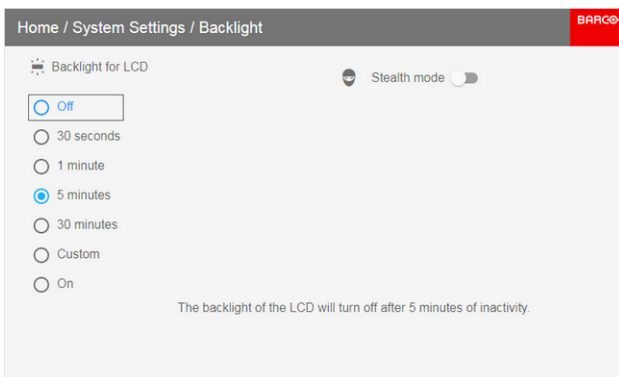 Home / System Settings / Backlight
BARCO
Backlight for LCD
Stealth mode
Off
30 seconds
1 minute
5 minutes
30 minutes
Custom
On
The backlight of the LCD will turn off after 5 minutes of inactivity.